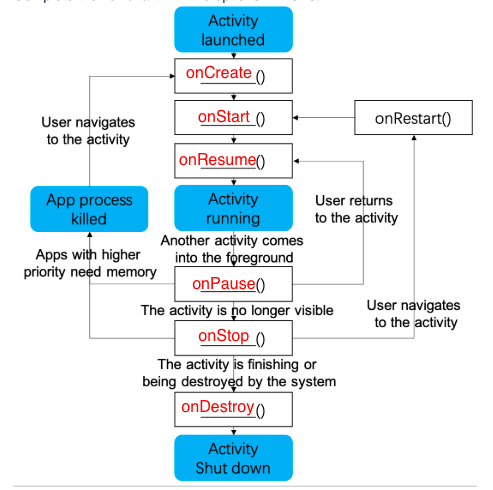 Activity
launched
onCreate ()
onStart ()
onRestart()
User navigates
to the activity
onResume()
App process
killed
Activity
running
User returns
to the activity
Another activity comes
into the foreground
Apps with higher
priority need memory
onPause()
The activity is no longer visible
User navigates
to the activity
onStop ()
The activity is finishing or
being destroyed by the system
onDestroy()
Activity
Shut down